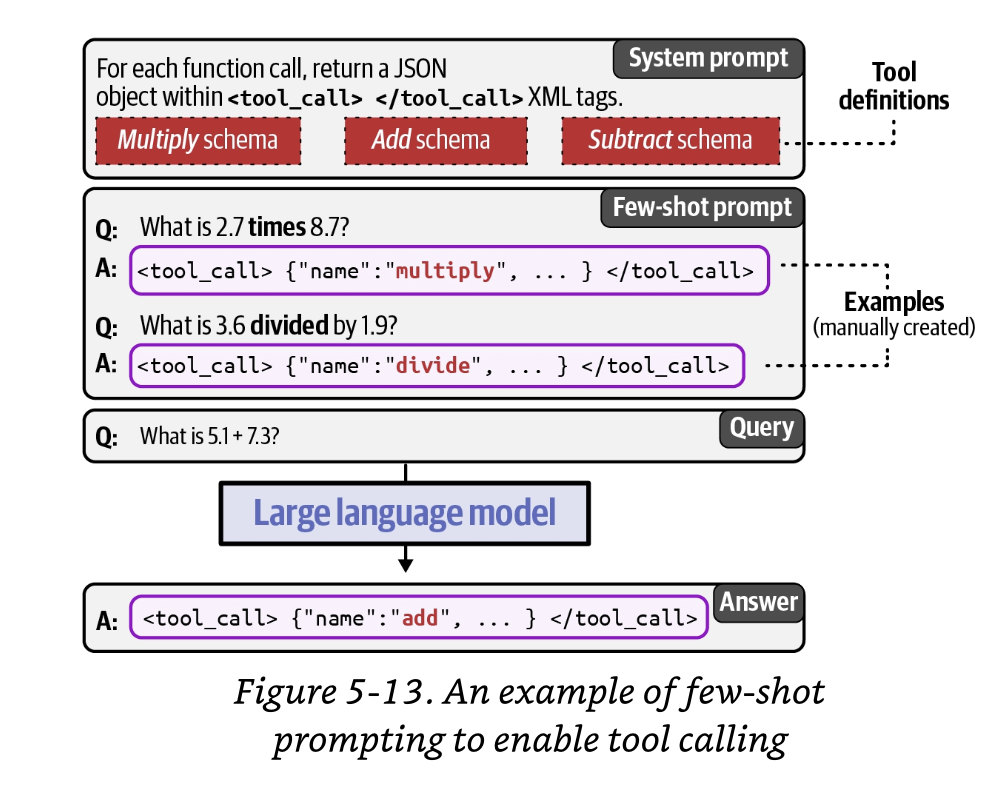 System prompt
For each function call, return a JSON
object within <tool_call> </tool_call> XML tags.
Multiply schema
Add schema
Subtract schema
Tool
definitions
Few-shot prompt
Q: What is 2.7 times 8.7?
A: <tool_call> {"name":"multiply", ... } </tool_call>
Q: What is 3.6 divided by 1.9?
A: <tool_call> {"name":"divide", ... } </tool_call>
Examples
(manually created)
Query
Q: What is 5.1 + 7.3?
Large language model
Answer
A: <tool_call> {"name":"add", ... } </tool_call>
Figure 5-13. An example of few-shot
prompting to enable tool calling